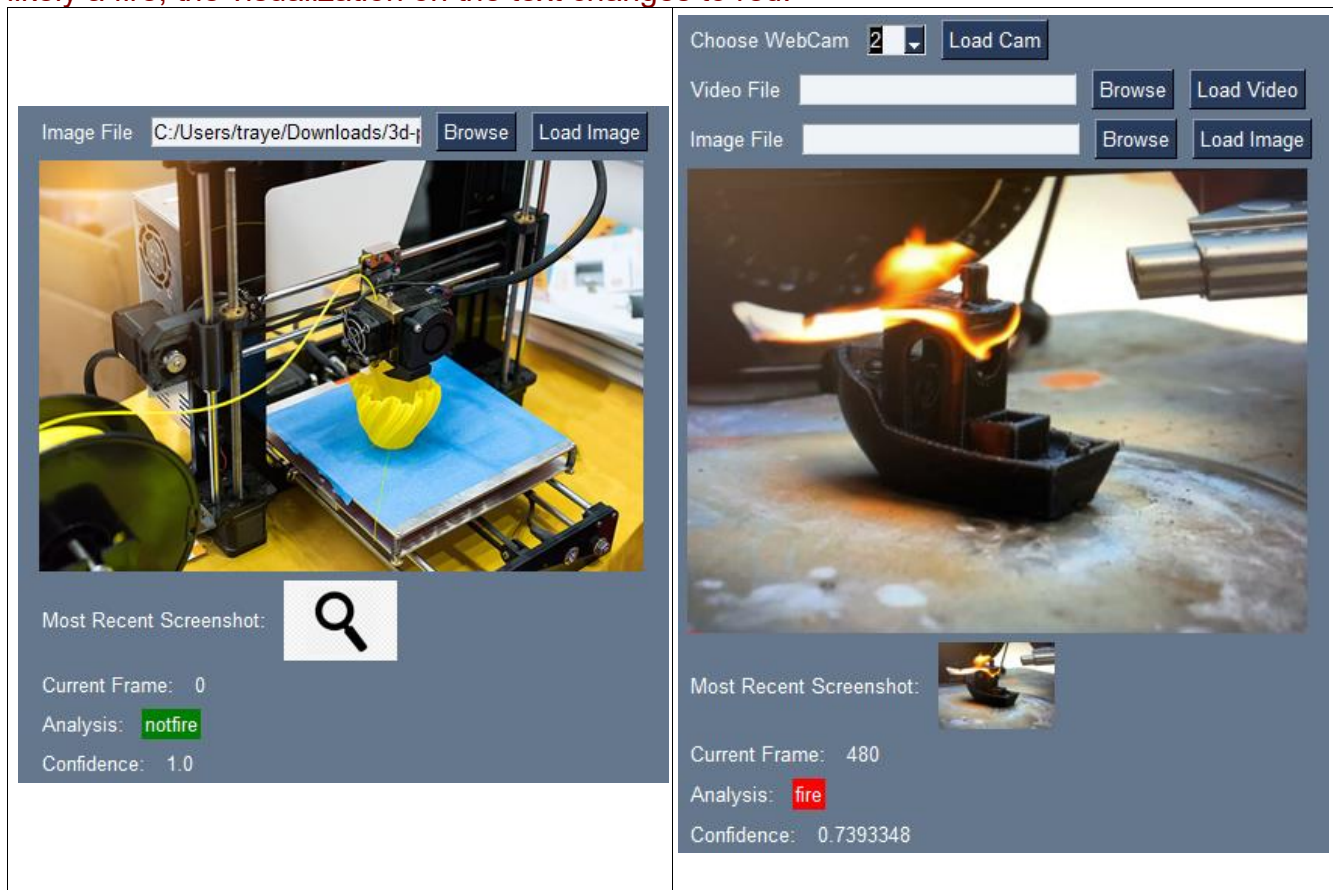 likely a fire, the visualization on the text changes to red.
Image File C:/Users/traye/Downloads/3d-p Browse Load Image
Most Recent Screenshot:
Current Frame: 0
Analysis: notfire
Confidence: 1.0
Choose WebCam 2 Load Cam
Video File Browse Load Video
Image File Browse Load Image
Most Recent Screenshot:
Current Frame: 480
Analysis: fire
Confidence: 0.7393348